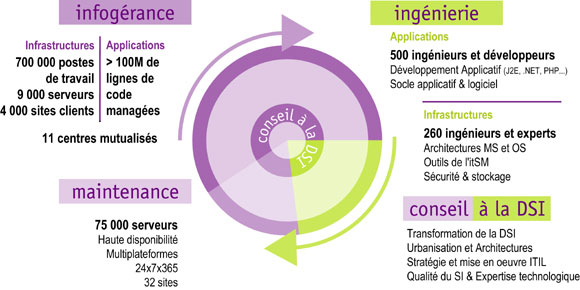 infogérance
Infrastructures
700 000 postes
de travail
9 000 serveurs
4 000 sites clients
Applications
> 100M de
lignes de
code
managées
11 centres mutualisés
maintenance
75 000 serveurs
Haute disponibilité
Multiplateformes
24x7x365
32 sites
conseil à la DSI
ingénierie
Applications
500 ingénieurs et développeurs
Développement Applicatif (J2E, .NET, PHP...)
Socle applicatif & logiciel
Infrastructures
260 ingénieurs et experts
Architectures MS et OS
Outils de l'itSM
Sécurité & stockage
conseil à la DSI
Transformation de la DSI
Urbanisation et Architectures
Stratégie et mise en oeuvre ITIL
Qualité du SI & Expertise technologique